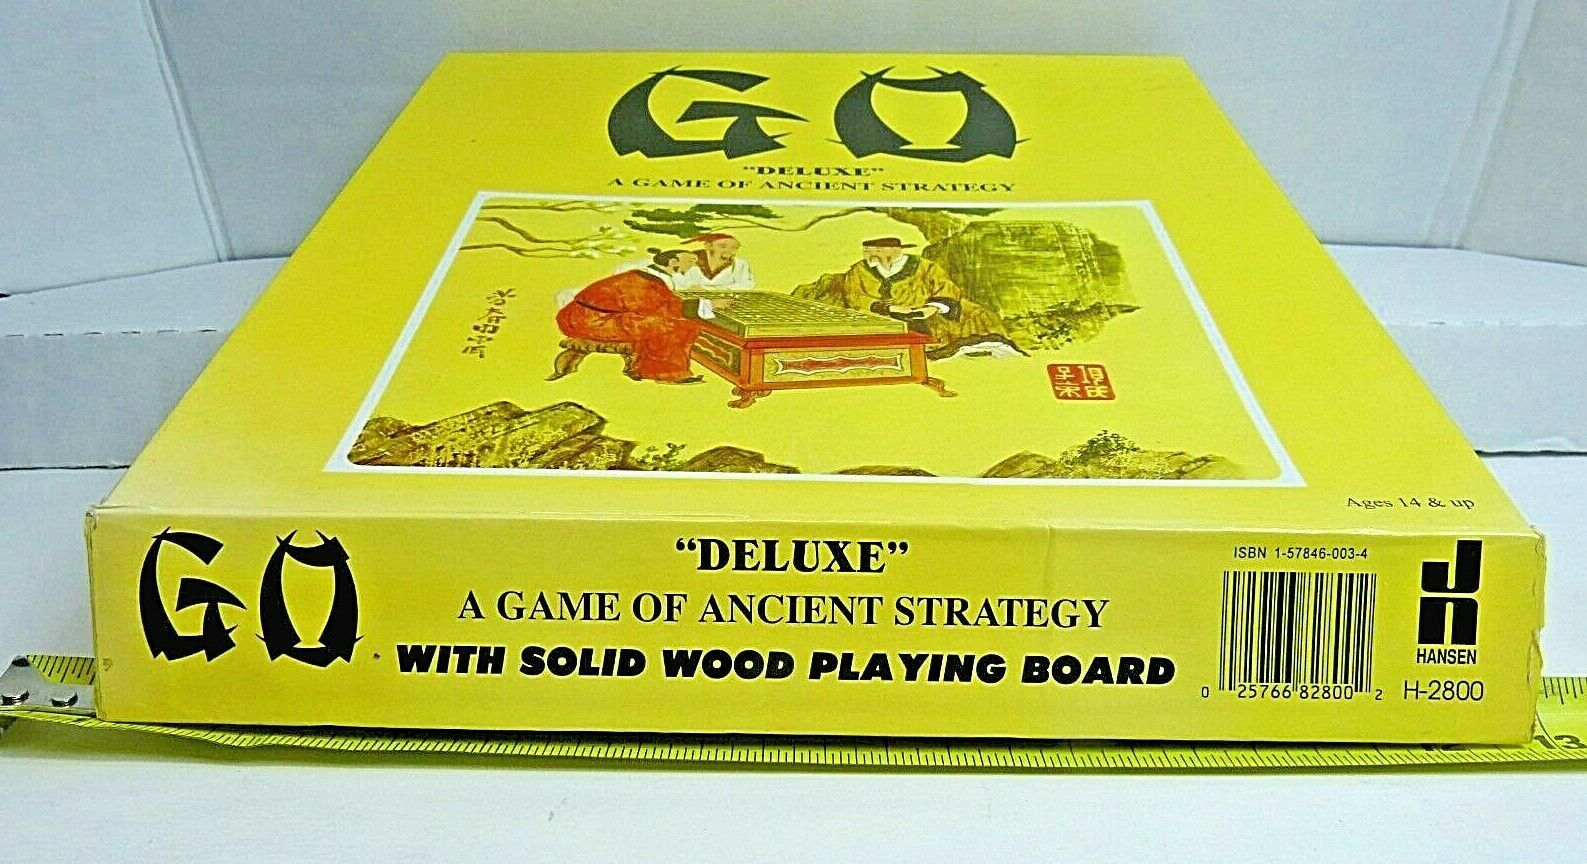 GO
“DELUXE”
A GAME OF ANCIENT STRATEGY
Ages 14 & up
GO
“DELUXE”
A GAME OF ANCIENT STRATEGY
WITH SOLID WOOD PLAYING BOARD
ISBN 1-57846-003-4
0 25766 82800 2
HANSEN
H-2800
13